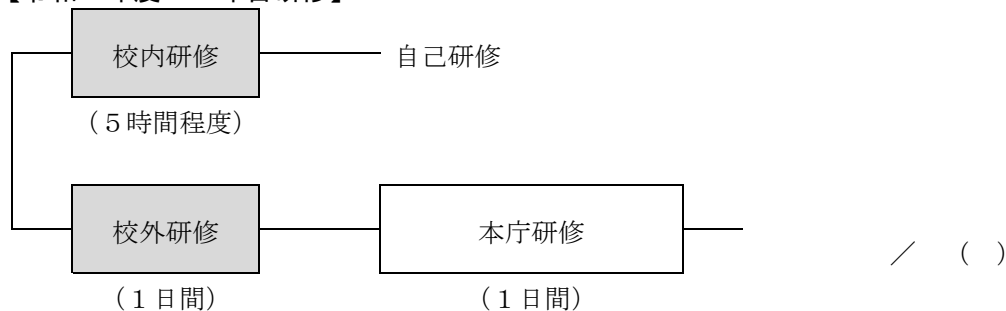 校内研修 自己研修
（５時間程度）
校外研修 本庁研修
／ （ ）
（１日間） （１日間）